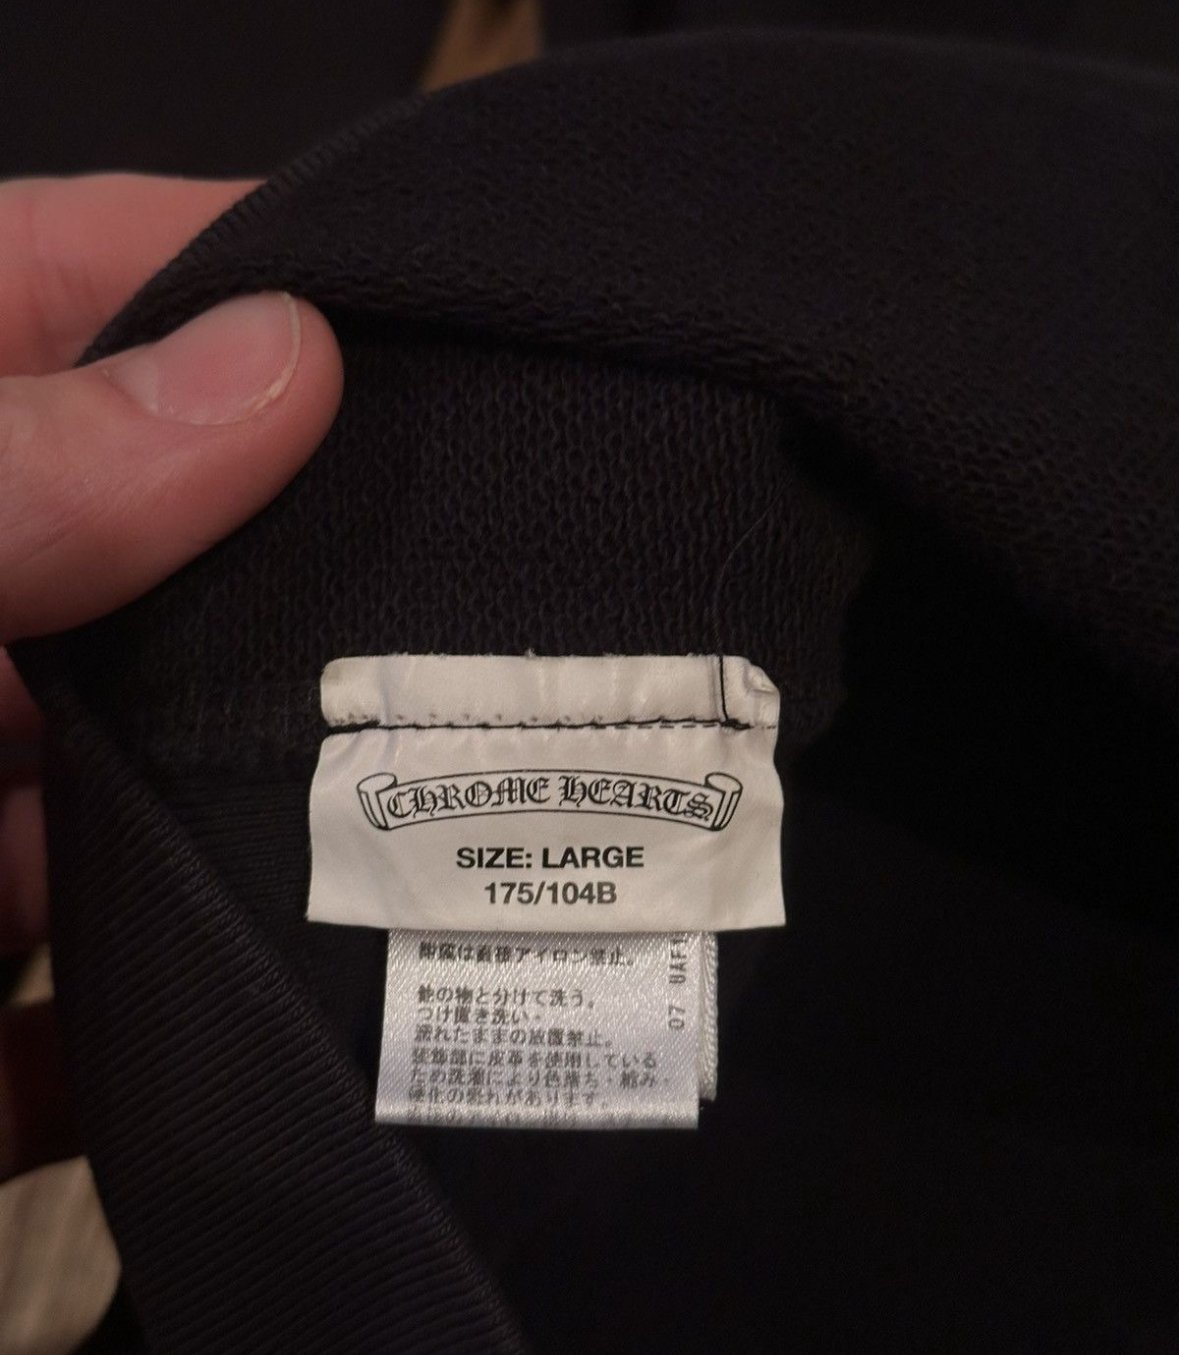 CHROME HEARTS
SIZE: LARGE
175/104B
附属は直接アイロン禁止。
他の物と分けて洗う。
つけ置き洗い・
濡れたままの放置禁止。
装飾部に皮革を使用している
ため洗濯により色落ち・縮み・
硬化の恐れがあります。
07 UAF